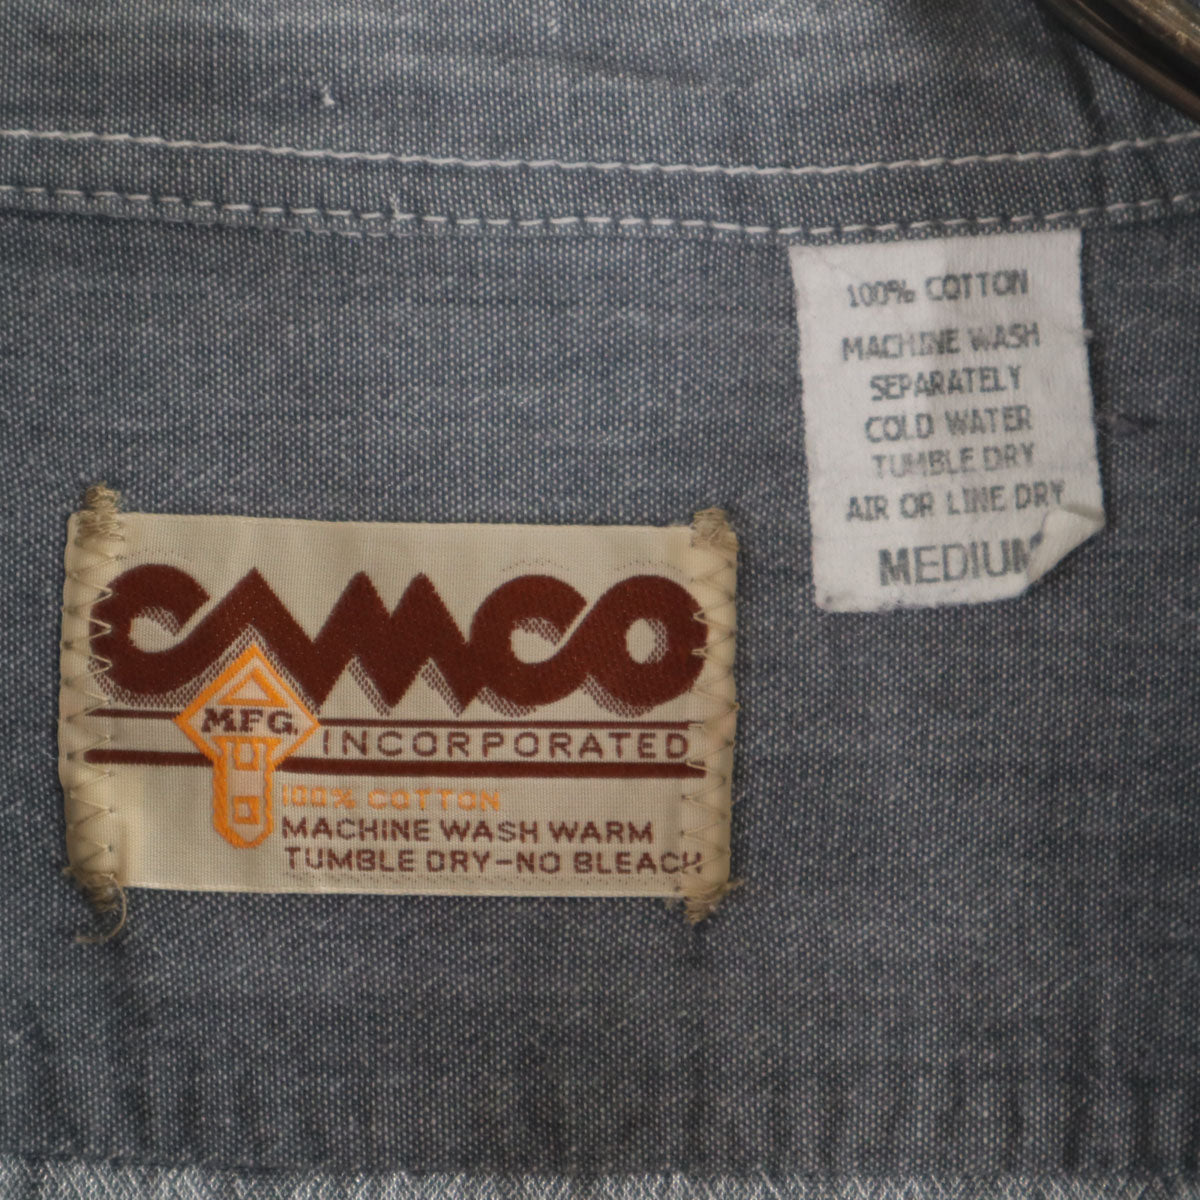 100% COTTON
MACHINE WASH
SEPARATELY
COLD WATER
TUMBLE DRY
AIR OR LINE DRY
MEDIUM
CAMCO
M.F.G.
INCORPORATED
100% COTTON
MACHINE WASH WARM
TUMBLE DRY-NO BLEACH